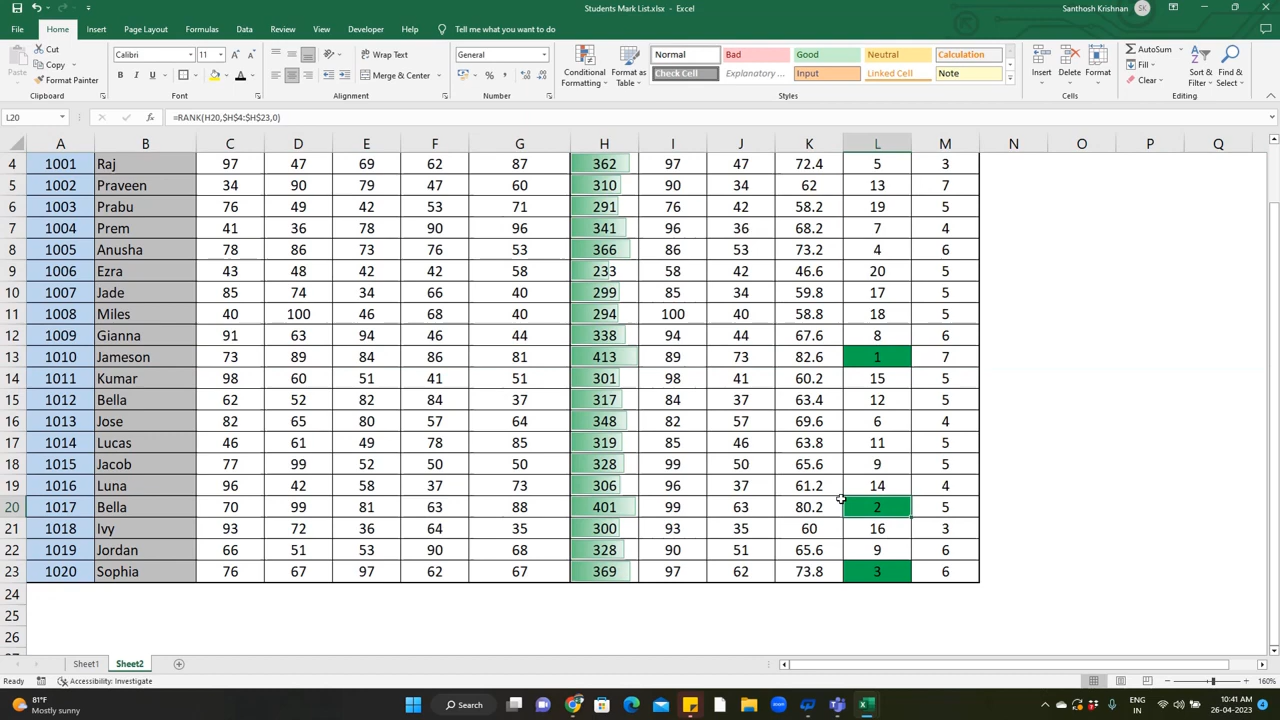 Students Mark List.xlsx - Excel
Santhosh Krishnan SK
File Home Insert Page Layout Formulas Data Review View Developer Help Tell me what you want to do
Cut Calibri 11 Wrap Text General Normal Bad Good Neutral Calculation AutoSum
Copy Fill
Paste Format Painter B I U Merge & Center Conditional Formatting Format as Table Check Cell Explanatory ... Input Linked Cell Note Insert Delete Format Clear Sort & Filter Find & Select
Clipboard Font Alignment Number Styles Cells Editing
L20 fx =RANK(H20,$H$4:$H$23,0)
A B C D E F G H I J K L M N O P Q
4 1001 Raj 97 47 69 62 87 362 97 47 72.4 5 3
5 1002 Praveen 34 90 79 47 60 310 90 34 62 13 7
6 1003 Prabu 76 49 42 53 71 291 76 42 58.2 19 5
7 1004 Prem 41 36 78 90 96 341 96 36 68.2 7 4
8 1005 Anusha 78 86 73 76 53 366 86 53 73.2 4 6
9 1006 Ezra 43 48 42 42 58 233 58 42 46.6 20 5
10 1007 Jade 85 74 34 66 40 299 85 34 59.8 17 5
11 1008 Miles 40 100 46 68 40 294 100 40 58.8 18 5
12 1009 Gianna 91 63 94 46 44 338 94 44 67.6 8 6
13 1010 Jameson 73 89 84 86 81 413 89 73 82.6 1 7
14 1011 Kumar 98 60 51 41 51 301 98 41 60.2 15 5
15 1012 Bella 62 52 82 84 37 317 84 37 63.4 12 5
16 1013 Jose 82 65 80 57 64 348 82 57 69.6 6 4
17 1014 Lucas 46 61 49 78 85 319 85 46 63.8 11 5
18 1015 Jacob 77 99 52 50 50 328 99 50 65.6 9 5
19 1016 Luna 96 42 58 37 73 306 96 37 61.2 14 4
20 1017 Bella 70 99 81 88 63 401 99 63 80.2 2 5
21 1018 Ivy 93 72 36 64 35 300 93 35 60 16 3
22 1019 Jordan 66 51 53 90 68 328 90 51 65.6 9 6
23 1020 Sophia 76 67 97 62 67 369 97 62 73.8 3 6
24
25
26
Sheet1 Sheet2
Ready Accessibility: Investigate 160%
81°F
Mostly sunny
Search
ENG
IN
10:41 AM
26-04-2023